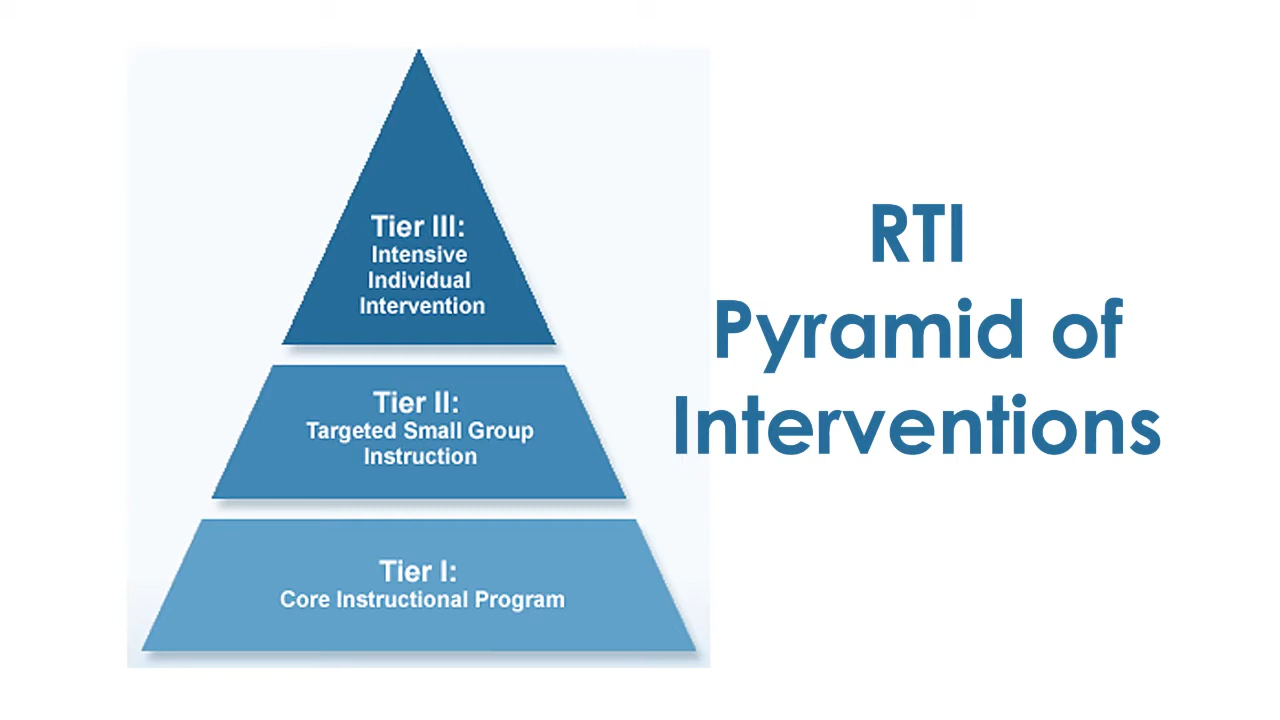 Tier III:
Intensive
Individual
Intervention
Tier II:
Targeted Small Group
Instruction
Tier I:
Core Instructional Program
RTI
Pyramid of
Interventions